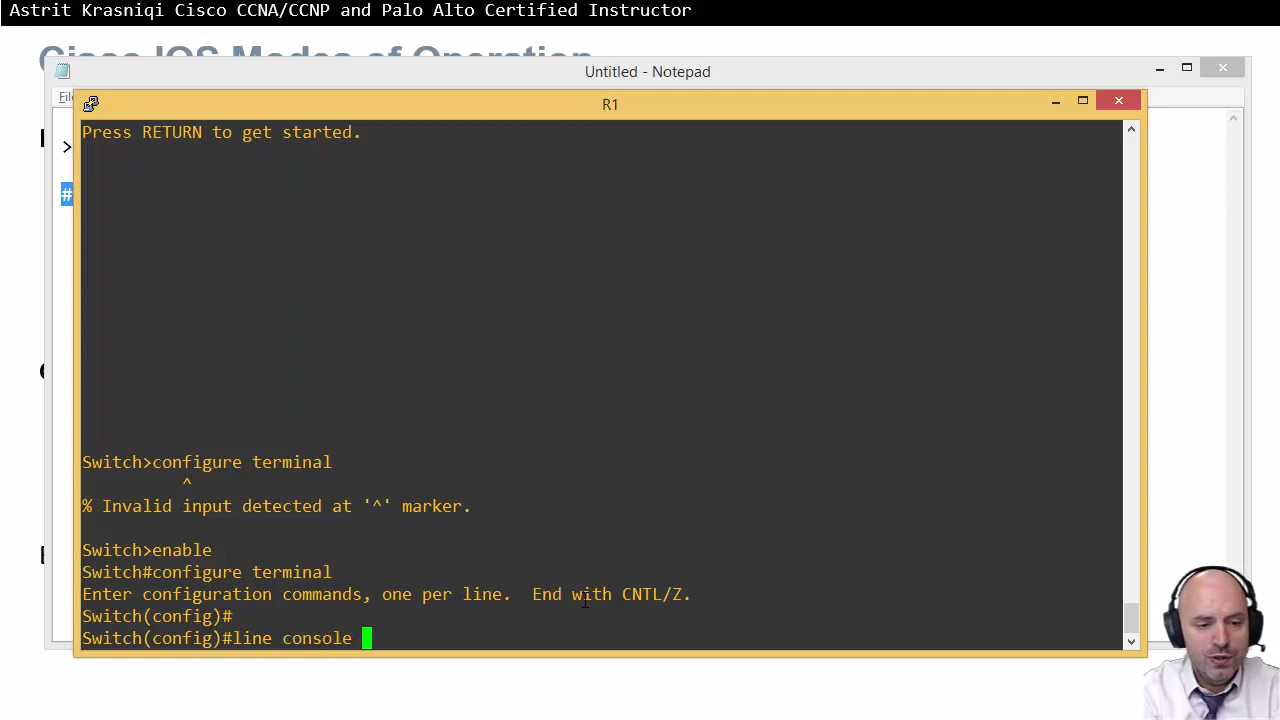 Astrit Krasniqi Cisco CCNA/CCNP and Palo Alto Certified Instructor
Cisco IOS Modes of Operation
Untitled - Notepad
File
R1
>
#
Press RETURN to get started.
Switch>configure terminal
^
% Invalid input detected at '^' marker.
Switch>enable
Switch#configure terminal
Enter configuration commands, one per line.  End with CNTL/Z.
Switch(config)#
Switch(config)#line console